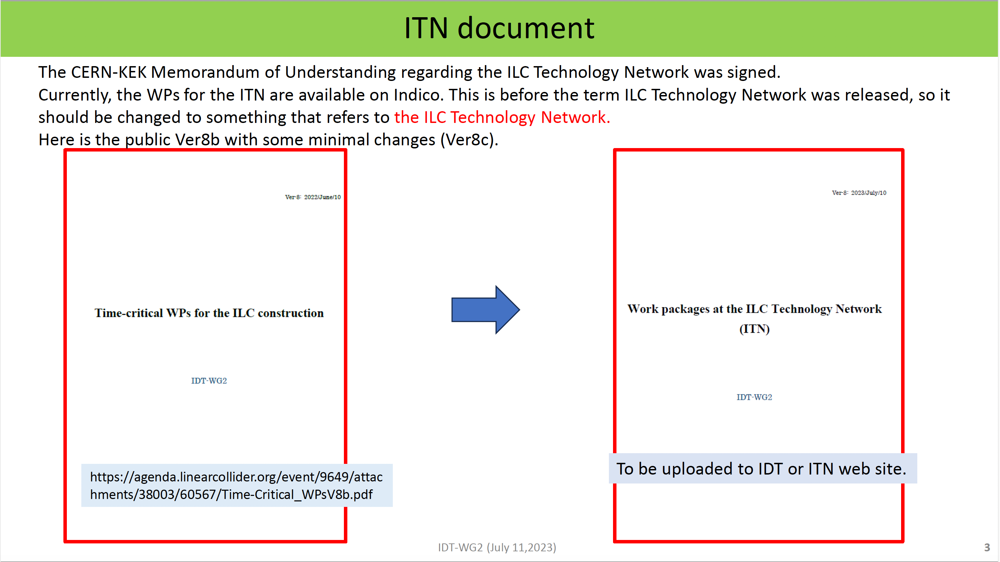 ITN document
The CERN-KEK Memorandum of Understanding regarding the ILC Technology Network was signed.
Currently, the WPs for the ITN are available on Indico. This is before the term ILC Technology Network was released, so it
should be changed to something that refers to the ILC Technology Network.
Here is the public Ver8b with some minimal changes (Ver8c).
Ver-8: 2022/June/10
Time-critical WPs for the ILC construction
IDT-WG2
https://agenda.linearcollider.org/event/9649/attac
hments/38003/60567/Time-Critical_WPsV8b.pdf
Ver-8: 2023/July/10
Work packages at the ILC Technology Network
(ITN)
IDT-WG2
To be uploaded to IDT or ITN web site.
IDT-WG2 (July 11,2023)
3